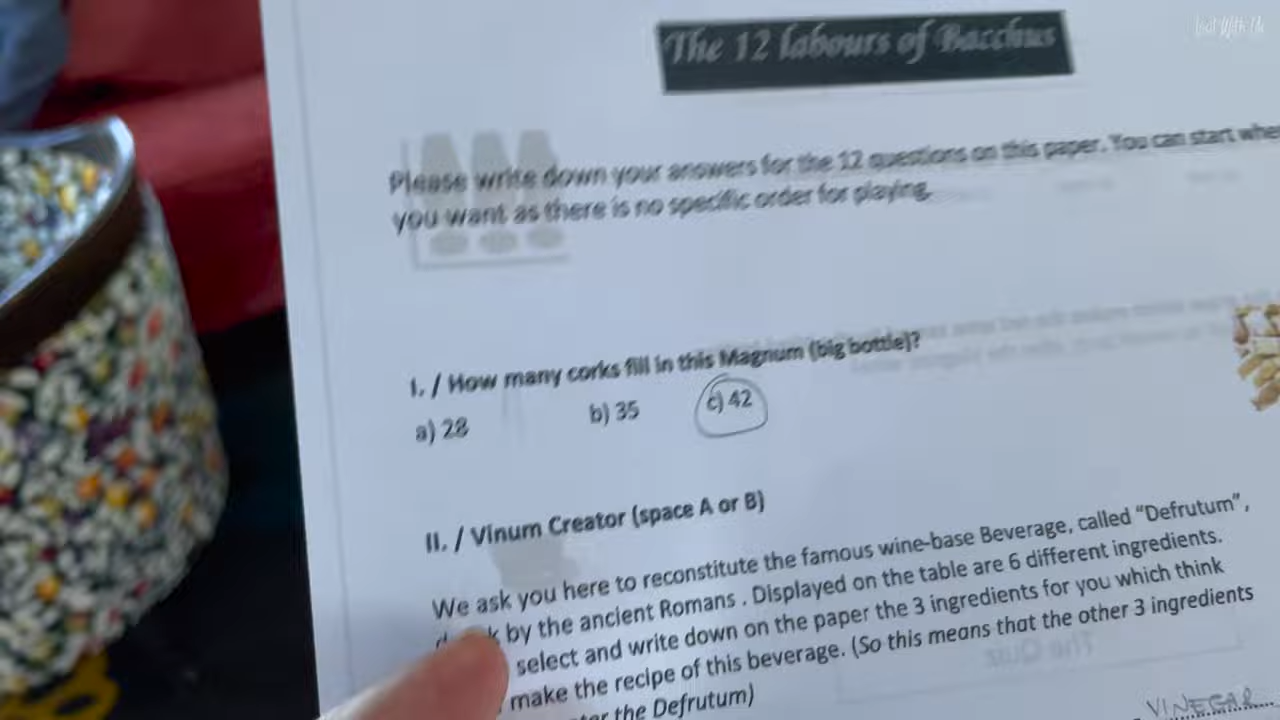 The 12 labours of Bacchus
Please write down your answers for the 12 questions on this paper. You can start
you want as there is no specific order for playing.
I. / How many corks fill in this Magnum (big bottle)?
a) 28 b) 35 c) 42
II. / Vinum Creator (space A or B)
We ask you here to reconstitute the famous wine-base Beverage, called "Defrutum",
by the ancient Romans . Displayed on the table are 6 different ingredients.
select and write down on the paper the 3 ingredients for you which think
make the recipe of this beverage. (So this means that the other 3 ingredients
the Defrutum)
VINEGAR